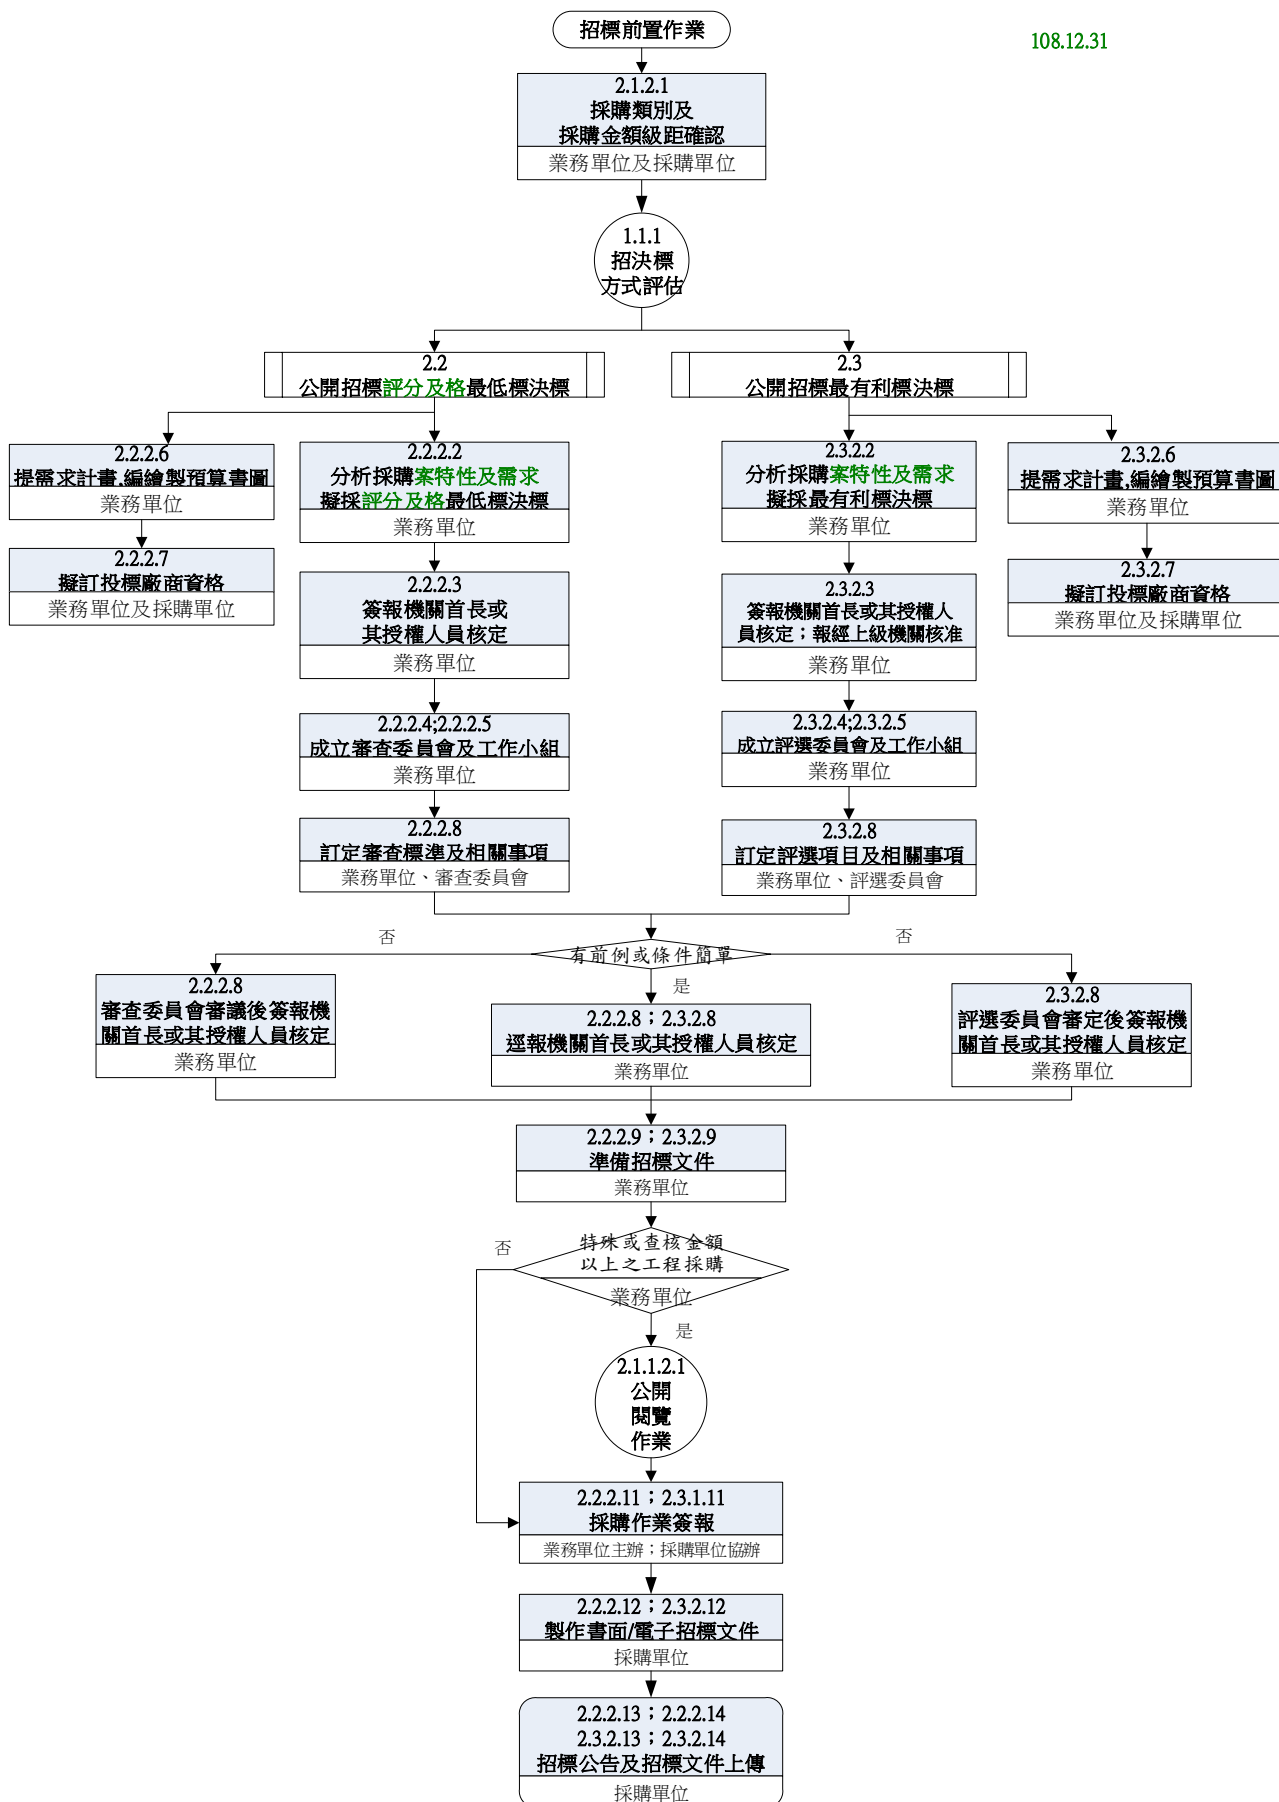 招標前置作業
108.12.31
2.1.2.1
採購類別及
採購金額級距確認
業務單位及採購單位
1.1.1
招決標
方式評估
2.2
公開招標評分及格最低標決標
2.3
公開招標最有利標決標
2.2.2.6
提需求計畫,編繪製預算書圖
業務單位
2.2.2.7
擬訂投標廠商資格
業務單位及採購單位
2.2.2.2
分析採購案特性及需求
擬採評分及格最低標決標
業務單位
2.2.2.3
簽報機關首長或
其授權人員核定
業務單位
2.2.2.4;2.2.2.5
成立審查委員會及工作小組
業務單位
2.2.2.8
訂定審查標準及相關事項
業務單位、審查委員會
2.3.2.2
分析採購案特性及需求
擬採最有利標決標
業務單位
2.3.2.3
簽報機關首長或其授權人
員核定；報經上級機關核准
業務單位
2.3.2.4;2.3.2.5
成立評選委員會及工作小組
業務單位
2.3.2.8
訂定評選項目及相關事項
業務單位、評選委員會
2.3.2.6
提需求計畫,編繪製預算書圖
業務單位
2.3.2.7
擬訂投標廠商資格
業務單位及採購單位
否
有前例或條件簡單
否
是
2.2.2.8
審查委員會審議後簽報機
關首長或其授權人員核定
業務單位
2.2.2.8；2.3.2.8
逕報機關首長或其授權人員核定
業務單位
2.3.2.8
評選委員會審定後簽報機
關首長或其授權人員核定
業務單位
2.2.2.9；2.3.2.9
準備招標文件
業務單位
否
特殊或查核金額
以上之工程採購
業務單位
是
2.1.1.2.1
公開
閱覽
作業
2.2.2.11；2.3.1.11
採購作業簽報
業務單位主辦；採購單位協辦
2.2.2.12；2.3.2.12
製作書面/電子招標文件
採購單位
2.2.2.13；2.2.2.14
2.3.2.13；2.3.2.14
招標公告及招標文件上傳
採購單位